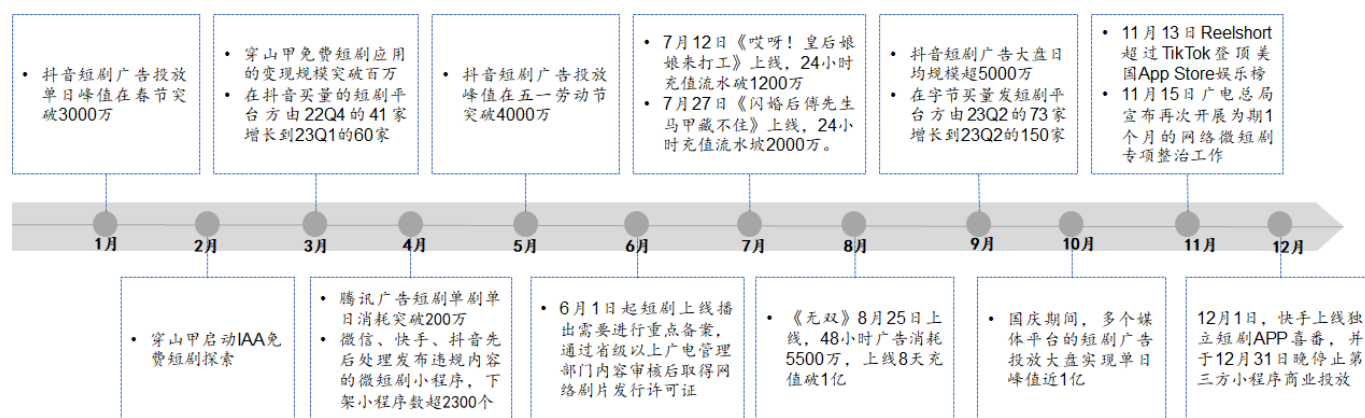 • 抖音短剧广告投放
单日峰值在春节突
破3000万
• 穿山甲免费短剧应用
的变现规模突破百万
• 在抖音买量的短剧平
台方由22Q4的41家
增长到23Q1的60家
• 抖音短剧广告投放
峰值在五一劳动节
突破4000万
• 7月12日《哎呀！皇后娘
娘来打工》上线，24小时
充值流水破1200万
• 7月27日《闪婚后傅先生
马甲藏不住》上线，24小
时充值流水坡2000万。
• 抖音短剧广告大盘日
均规模超5000万
• 在字节买量发短剧平
台方由23Q2的73家
增长到23Q2的150家
• 11月13日Reelshort
超过TikTok登顶美
国App Store娱乐榜
• 11月15日广电总局
宣布再次开展为期1
个月的网络微短剧
专项整治工作
1月
2月
3月
4月
5月
6月
7月
8月
9月
10月
11月
12月
• 穿山甲启动IAA免
费短剧探索
• 腾讯广告短剧单剧单
日消耗突破200万
• 微信、快手、抖音先
后处理发布违规内容
的微短剧小程序，下
架小程序数超2300个
• 6月1日起短剧上线播
出需要进行重点备案，
通过省级以上广电管理
部门内容审核后取得网
络剧片发行许可证
• 《无双》8月25日上
线，48小时广告消耗
5500万，上线8天充
值破1亿
• 国庆期间，多个媒
体平台的短剧广告
投放大盘实现单日
峰值近1亿
12月1日，快手上线独
立短剧APP喜番，并
于12月31日晚停止第
三方小程序商业投放